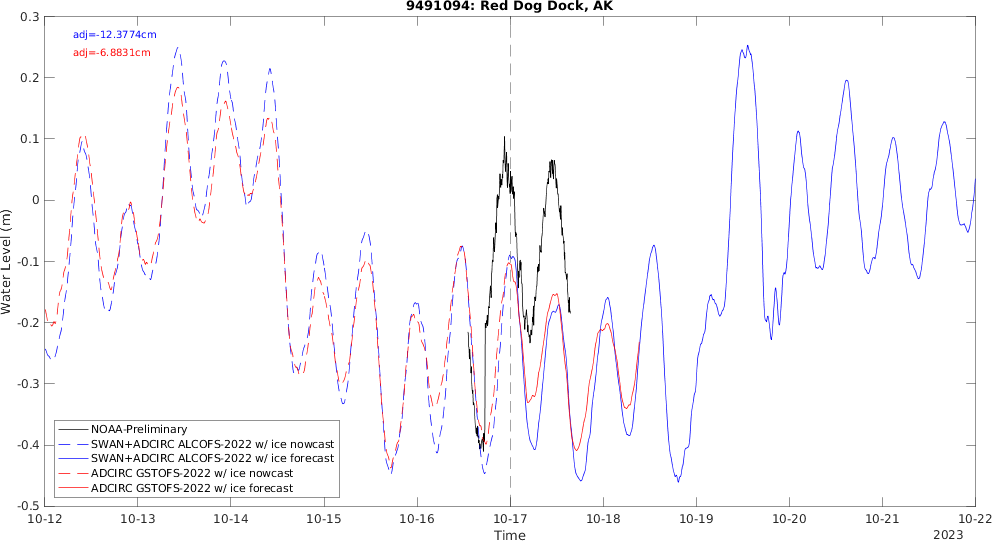 9491094: Red Dog Dock, AK
adj=-12.3774cm
adj=-6.8831cm
Water Level (m)
0.3
0.2
0.1
0
-0.1
-0.2
-0.3
-0.4
-0.5
NOAA-Preliminary
SWAN+ADCIRC ALCOFS-2022 w/ ice nowcast
SWAN+ADCIRC ALCOFS-2022 w/ ice forecast
ADCIRC GSTOFS-2022 w/ ice nowcast
ADCIRC GSTOFS-2022 w/ ice forecast
10-12 10-13 10-14 10-15 10-16 10-17 10-18 10-19 10-20 10-21 10-22
Time
2023